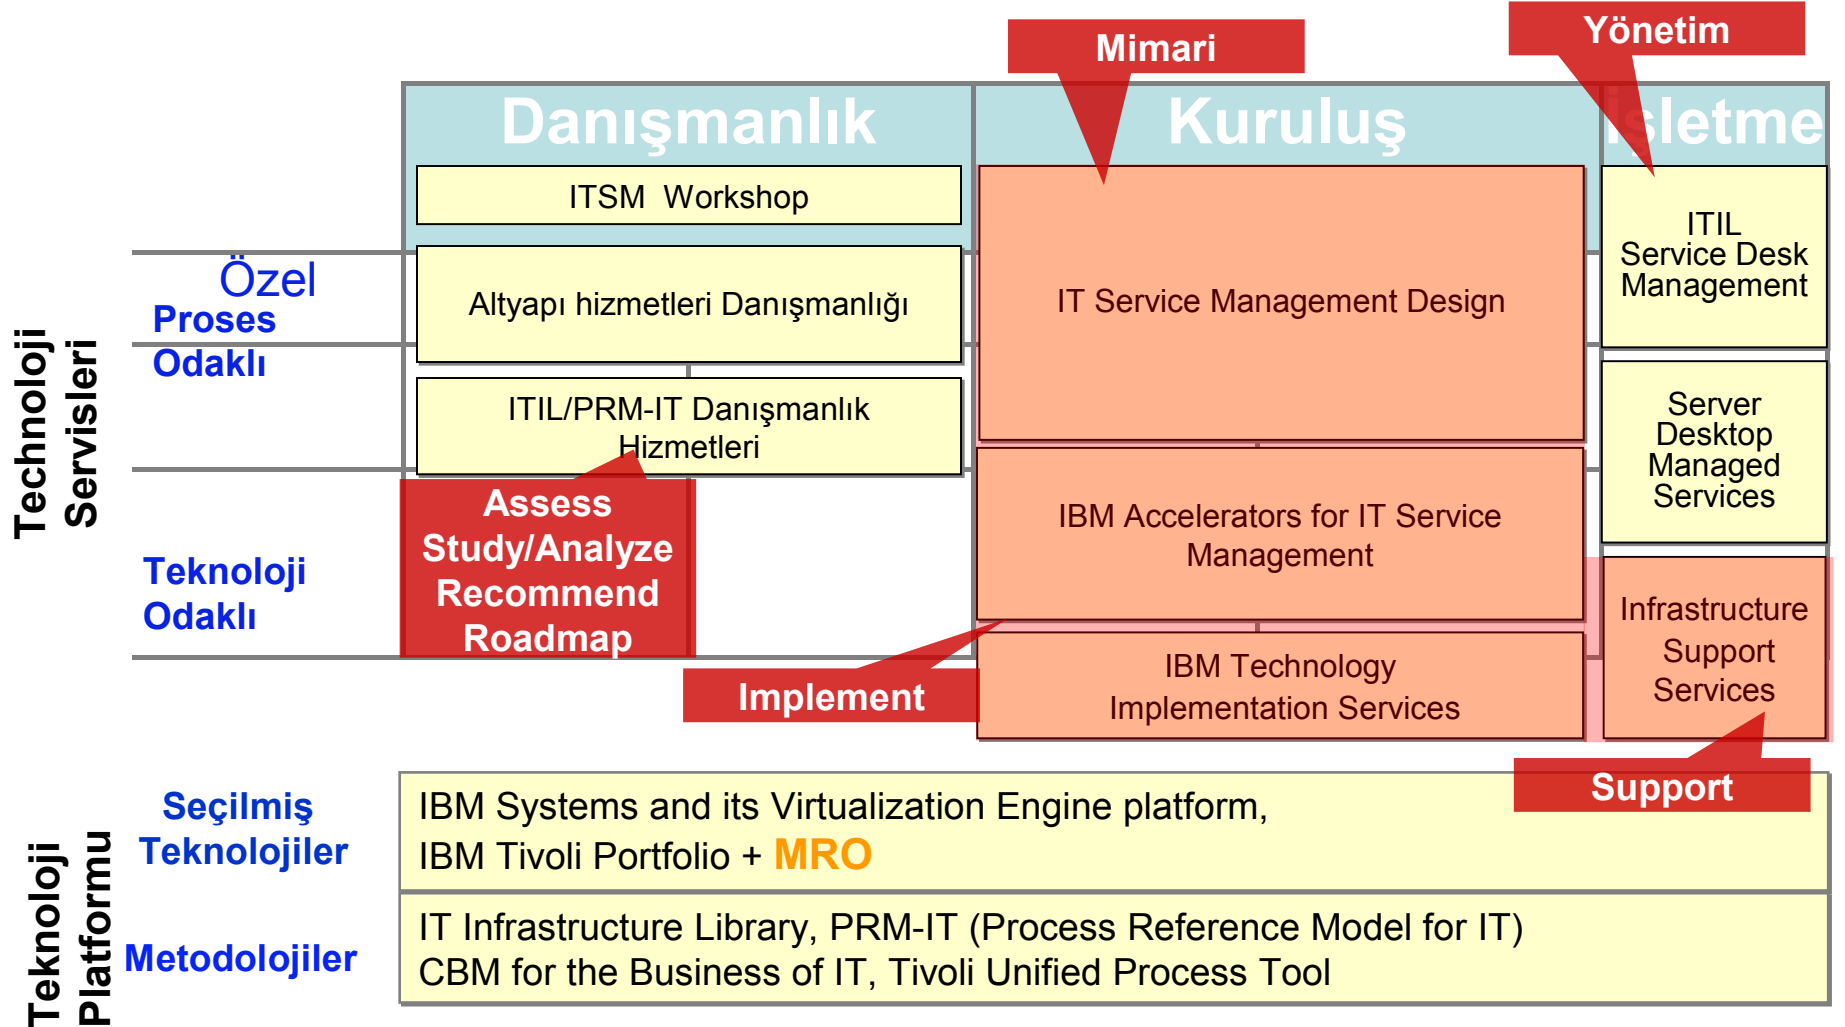 Mimari
Yönetim
Danışmanlık
Kuruluş
İşletme
ITSM Workshop
Altyapı hizmetleri Danışmanlığı
ITIL/PRM-IT Danışmanlık
Hizmetleri
Assess
Study/Analyze
Recommend
Roadmap
IT Service Management Design
IBM Accelerators for IT Service
Management
Implement
IBM Technology
Implementation Services
ITIL
Service Desk
Management
Server
Desktop
Managed
Services
Infrastructure
Support
Services
Support
Technoloji
Servisleri
Özel
Proses
Odaklı
Teknoloji
Odaklı
Teknoloji
Platformu
Seçilmiş
Teknolojiler
IBM Systems and its Virtualization Engine platform,
IBM Tivoli Portfolio + MRO
Metodolojiler
IT Infrastructure Library, PRM-IT (Process Reference Model for IT)
CBM for the Business of IT, Tivoli Unified Process Tool